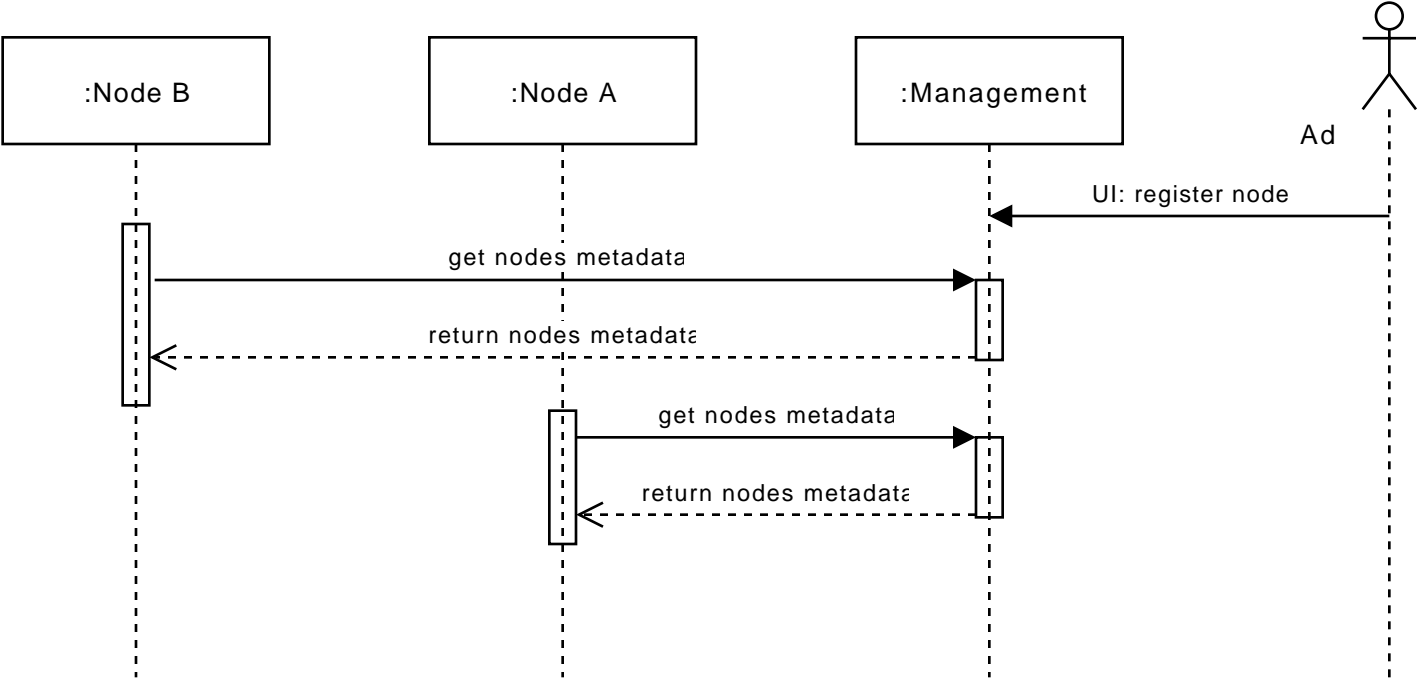 :Node B
:Node A
:Management
Ad
UI: register node
get nodes metadata
return nodes metadata
get nodes metadata
return nodes metadata